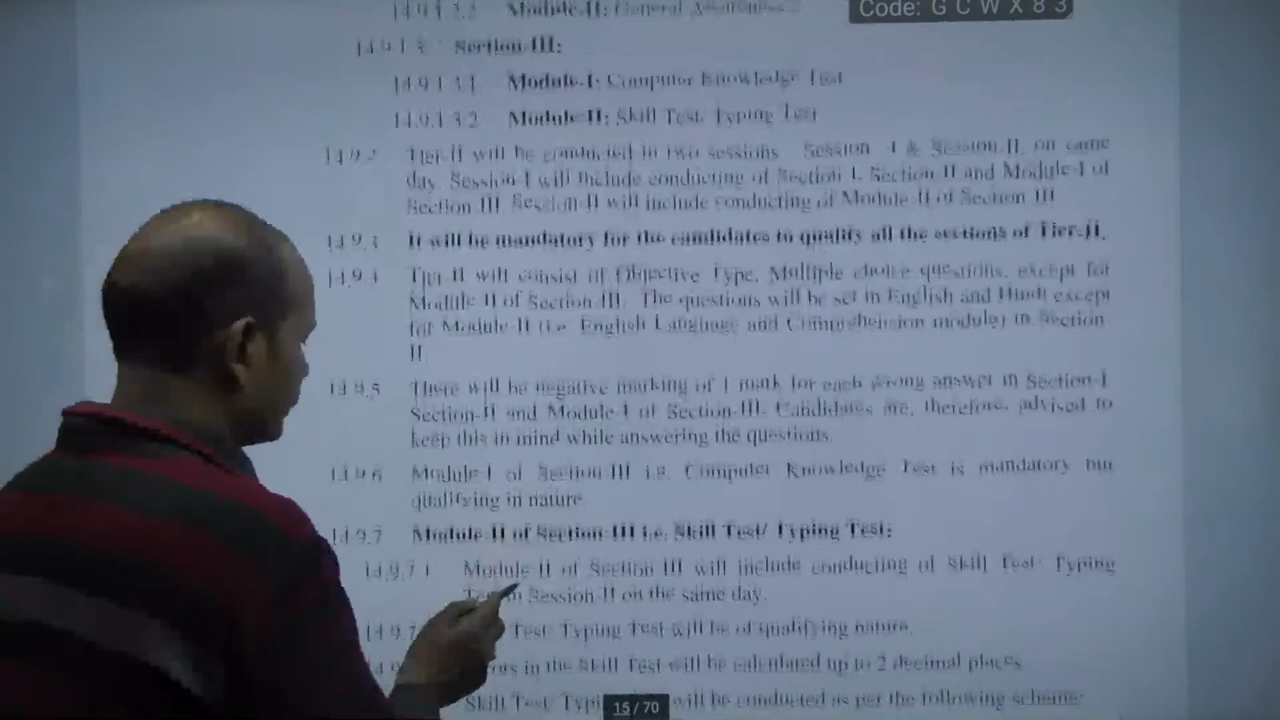 14.9.1.2.2 Module-II: General Awareness
Code: G C W X 8 3
14.9.1.3 Section-III:
14.9.1.3.1 Module-I: Computer Knowledge Test
14.9.1.3.2 Module-II: Skill Test/ Typing Test
14.9.2 Tier-II will be conducted in two sessions Session -I & Session-II, on same
day. Session-I will include conducting of Section I, Section-II and Module-I of
Section III. Session-II will include conducting of Module-II of Section III
14.9.3 It will be mandatory for the candidates to qualify all the sections of Tier-II.
14.9.4 Tier-II will consist of Objective Type, Multiple choice questions, except for
Module-II of Section-III. The questions will be set in English and Hindi except
for Module-II (i.e. English Language and Comprehension module) in Section
II
14.9.5 There will be negative marking of 1 mark for each wrong answer in Section-I
Section-II and Module-I of Section-III. Candidates are, therefore, advised to
keep this in mind while answering the questions.
14.9.6 Module-I of Section-III i.e. Computer Knowledge Test is mandatory but
qualifying in nature
14.9.7 Module-II of Section-III i.e. Skill Test/ Typing Test:
14.9.7.1 Module-II of Section III will include conducting of Skill Test/ Typing
in Session-II on the same day.
14.9.7 Test/ Typing Test will be of qualifying nature.
in the Skill Test will be calculated up to 2 decimal places
Skill Test/ will be conducted as per the following scheme:
15 / 70